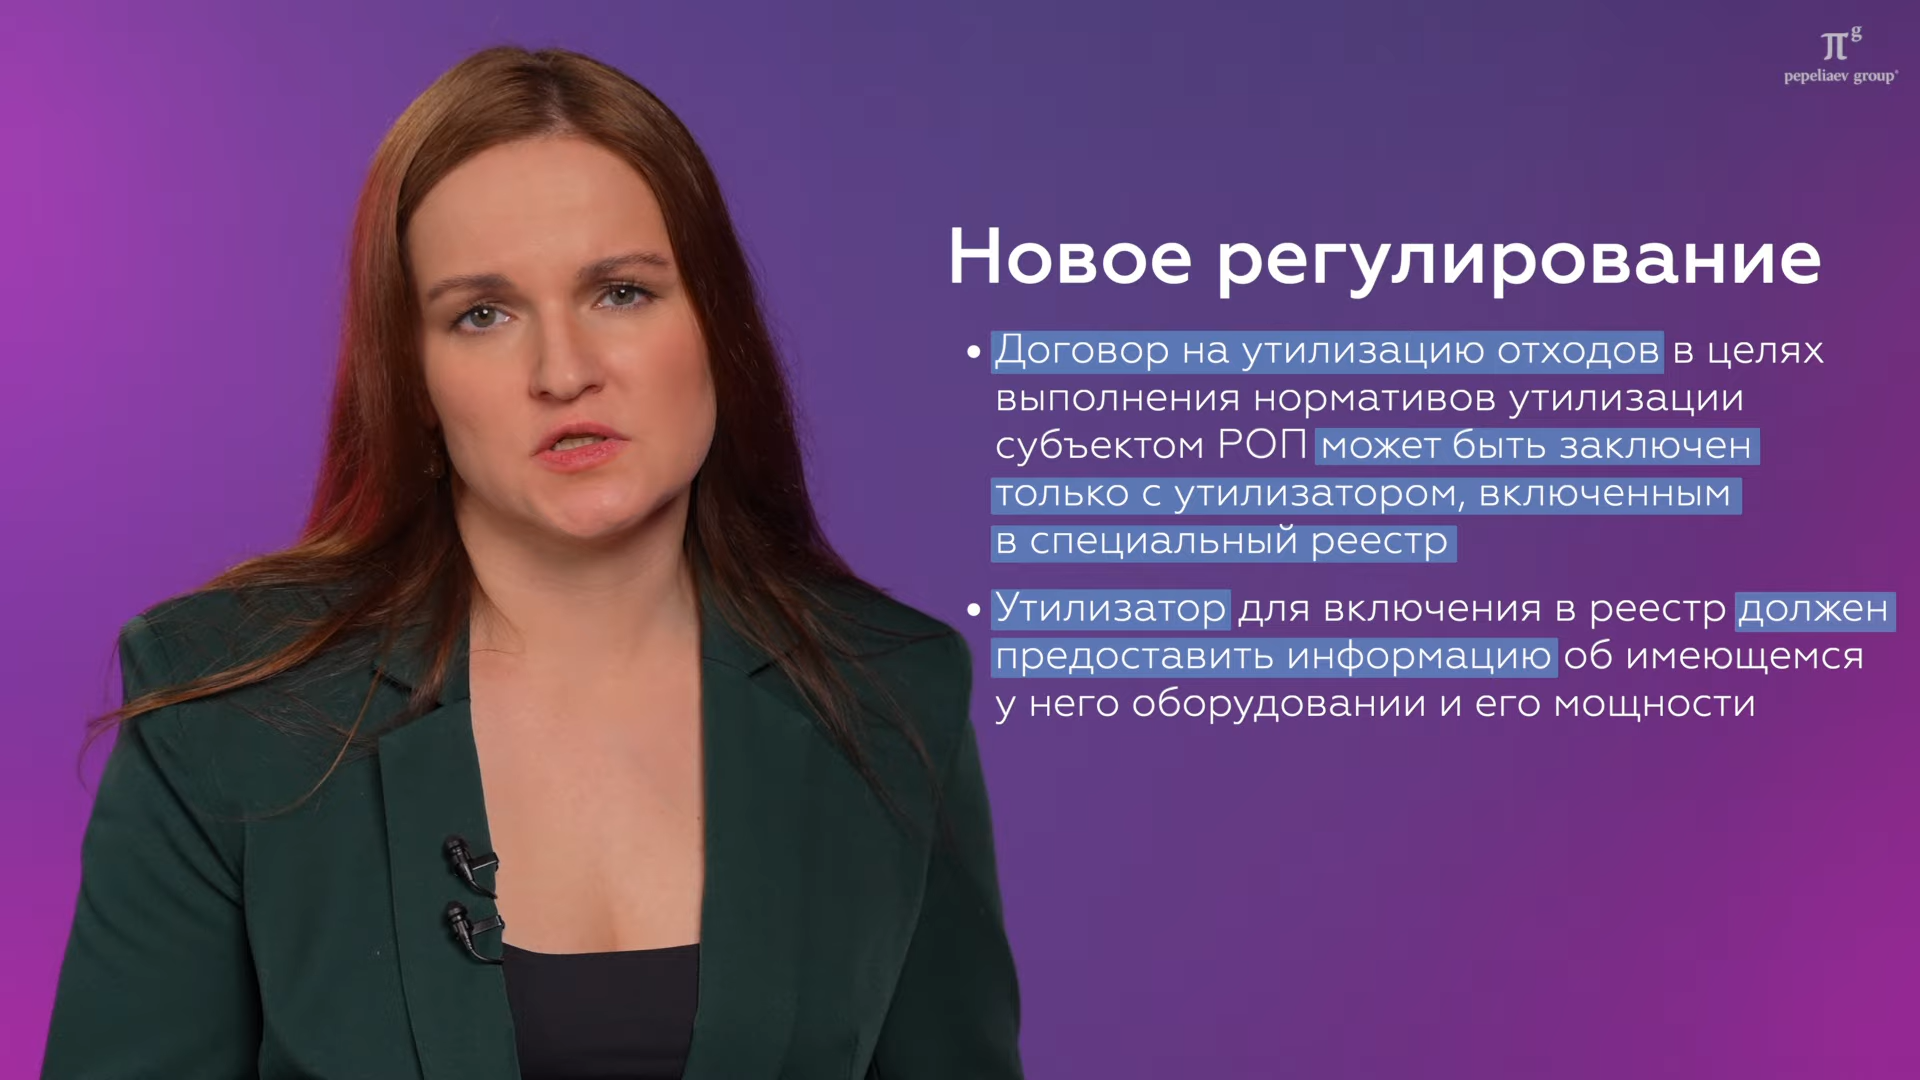 πg
pepeliaev group®
Новое регулирование
• Договор на утилизацию отходов в целях
выполнения нормативов утилизации
субъектом РОП может быть заключен
только с утилизатором, включенным
в специальный реестр
• Утилизатор для включения в реестр должен
предоставить информацию об имеющемся
у него оборудовании и его мощности